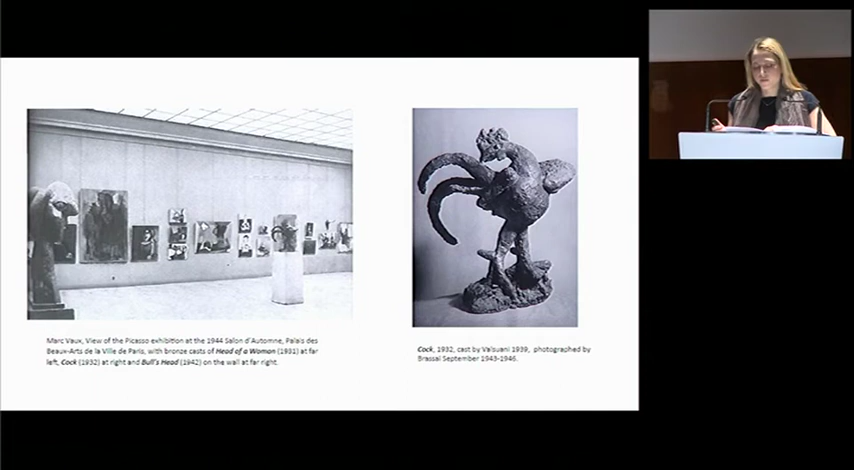 Marc Vaux, View of the Picasso exhibition at the 1944 Salon d'Automne, Palais des
Beaux-Arts de la Ville de Paris, with bronze casts of Head of a Woman (1931) at far
left, Cock (1932) at right and Bull's Head (1942) on the wall at far right.
Cock, 1932, cast by Valsuani 1939, photographed by
Brassaï September 1943-1946.